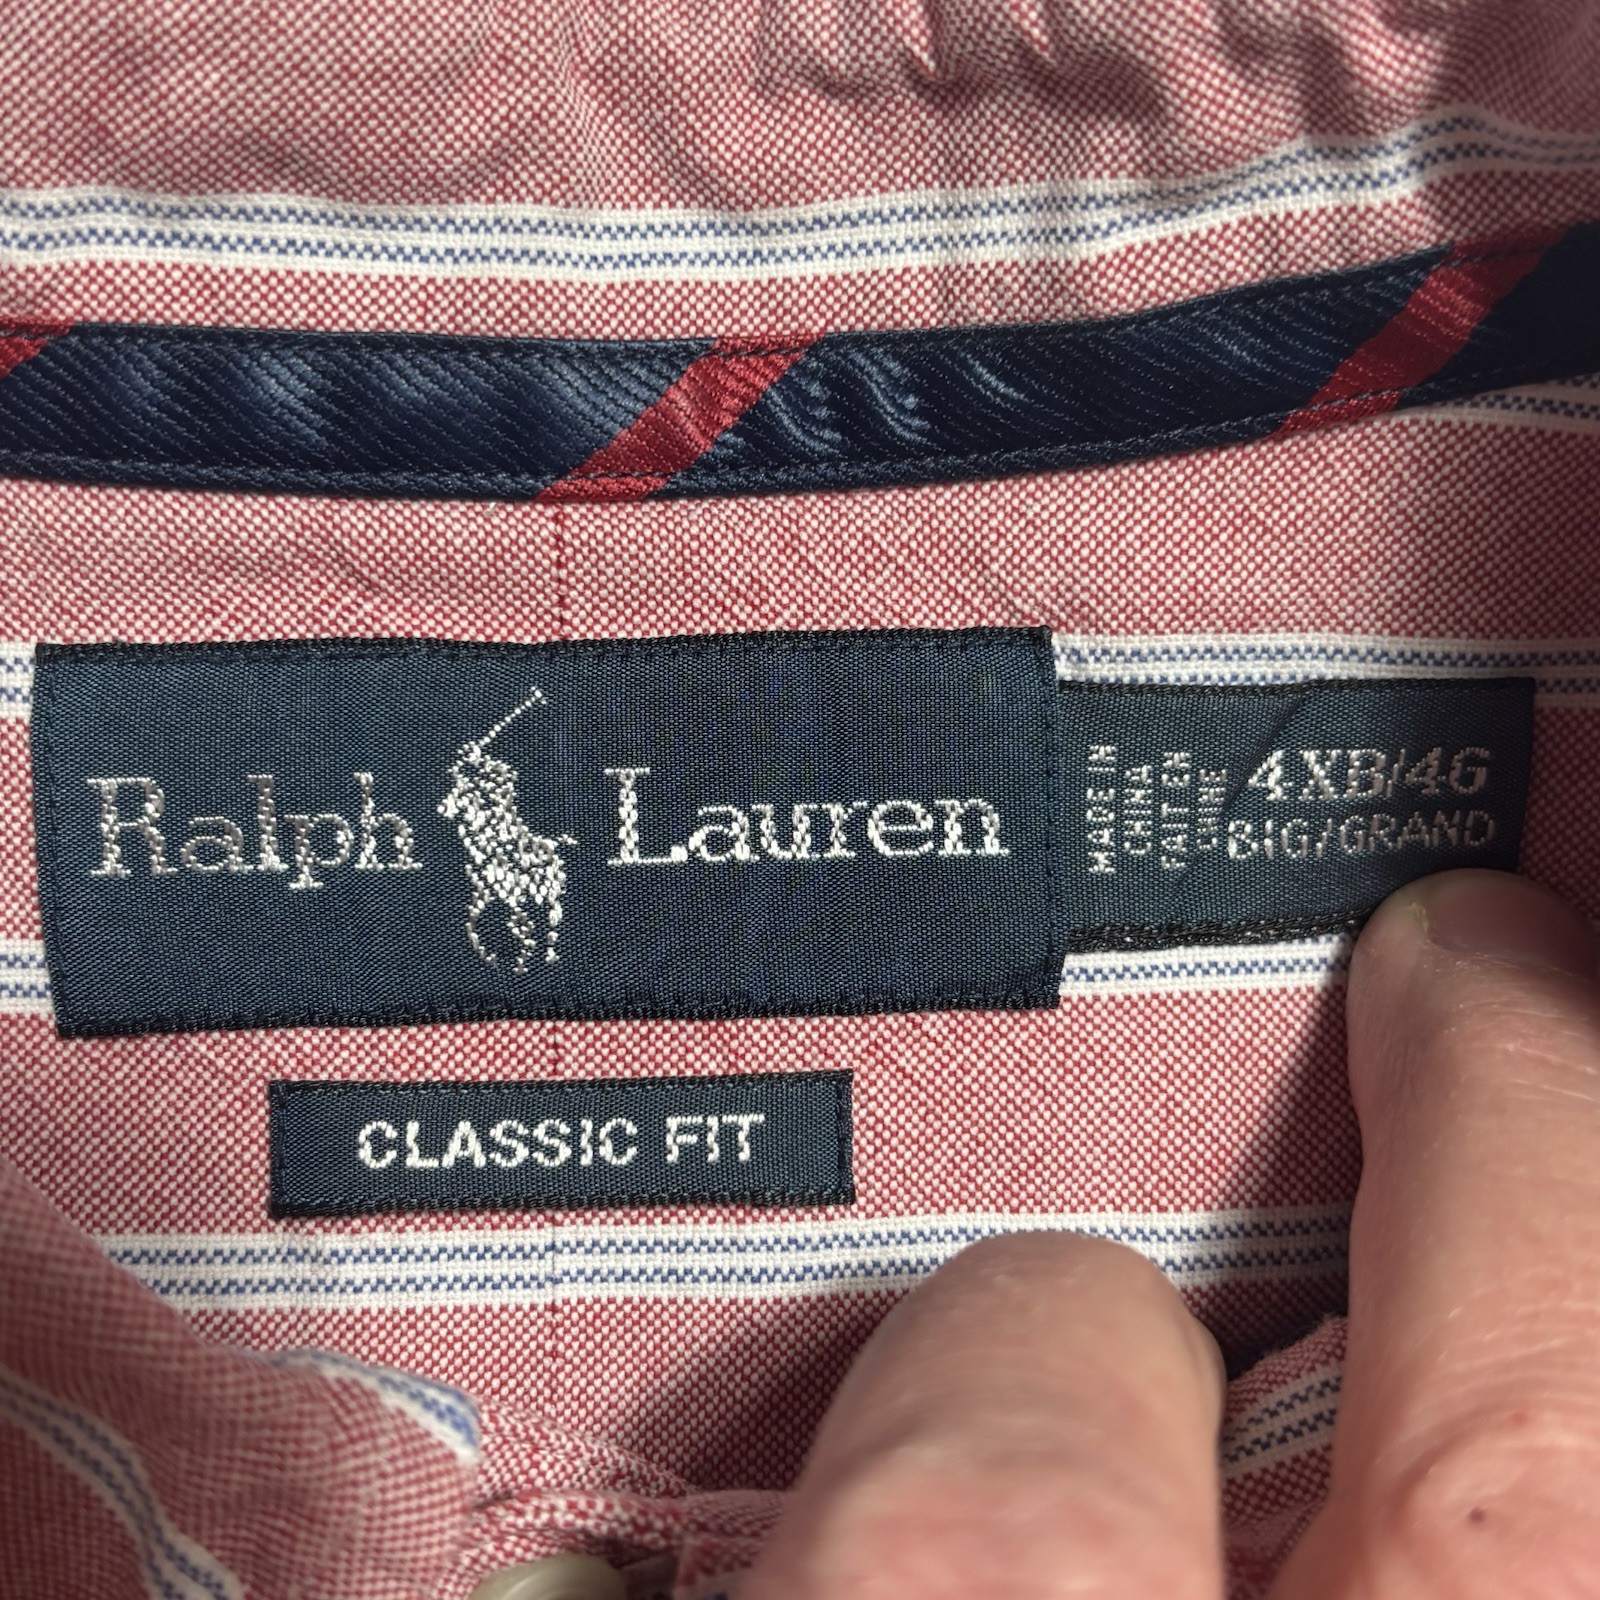 Ralph Lauren
MADE IN
CHINA
FAIT EN
CHINE
4XB/4G
BIG/GRAND
CLASSIC FIT